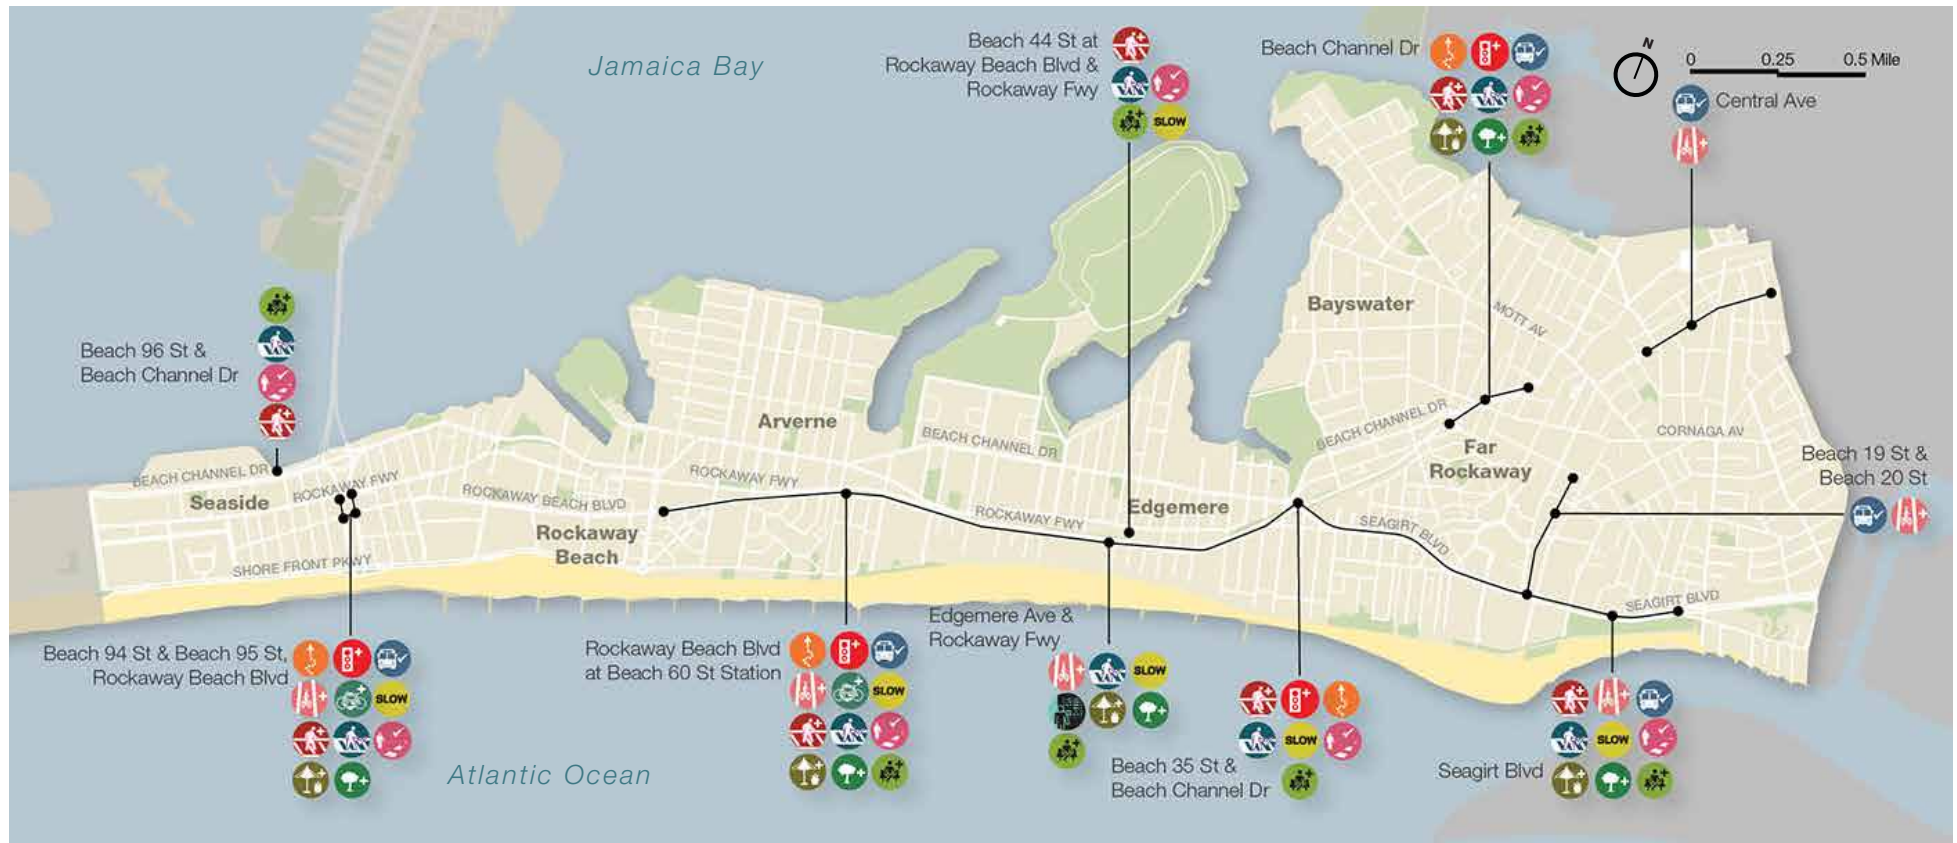 Jamaica Bay
Beach 44 St at
Rockaway Beach Blvd &
Rockaway Fwy
SLOW
Beach Channel Dr
N
0 0.25 0.5 Mile
Central Ave
Bayswater
MOTT AV
Beach 96 St &
Beach Channel Dr
Arverne
BEACH CHANNEL DR
BEACH CHANNEL DR
Far
Rockaway
CORNAGA AV
Beach 19 St &
Beach 20 St
BEACH CHANNEL DR
Seaside
ROCKAWAY FWY
ROCKAWAY FWY
ROCKAWAY BEACH BLVD
Rockaway
Beach
ROCKAWAY FWY
Edgemere
SEAGIRT BLVD
SHORE FRONT PKWY
SEAGIRT BLVD
Beach 94 St & Beach 95 St,
Rockaway Beach Blvd
SLOW
Rockaway Beach Blvd
at Beach 60 St Station
SLOW
Edgemere Ave &
Rockaway Fwy
SLOW
Beach 35 St &
Beach Channel Dr
SLOW
Seagirt Blvd
SLOW
Atlantic Ocean